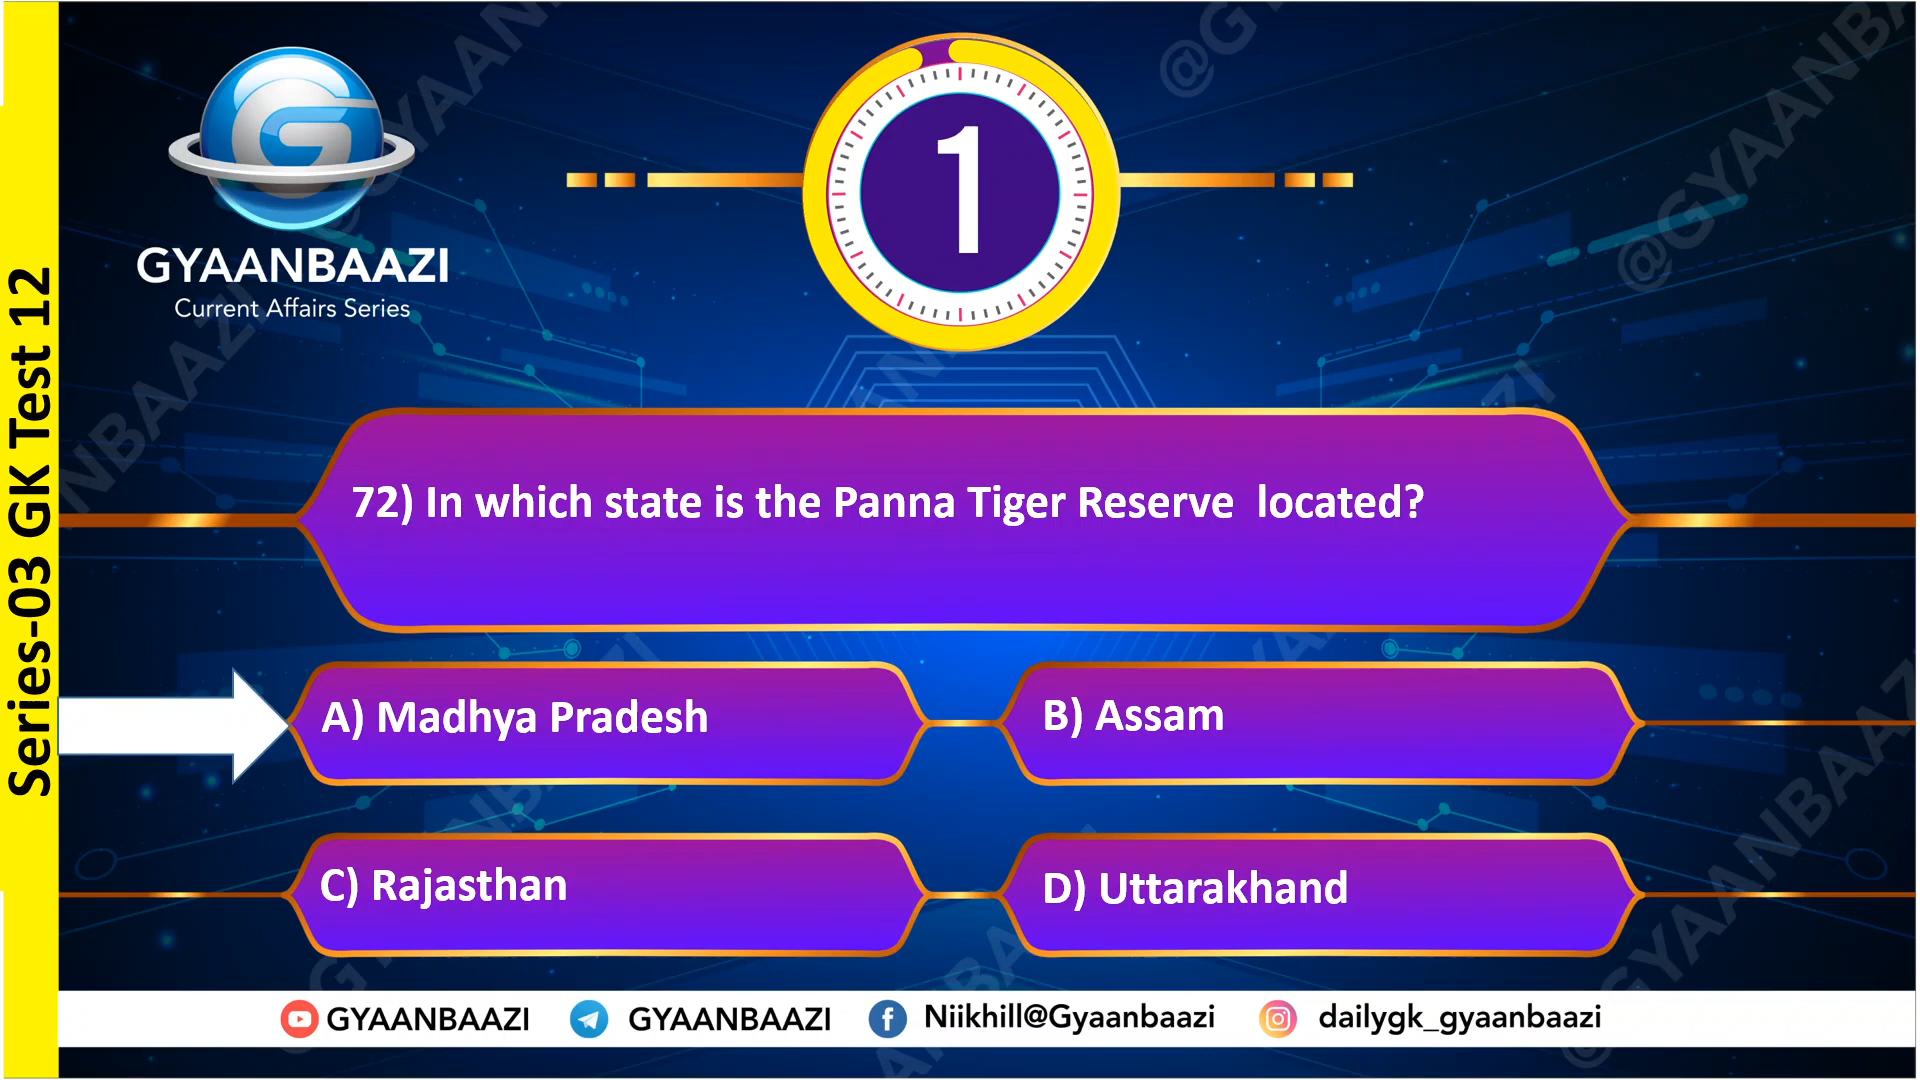 Series-03 GK Test 12
GYAANBAAZI
Current Affairs Series
1
72) In which state is the Panna Tiger Reserve  located?
A) Madhya Pradesh
B) Assam
C) Rajasthan
D) Uttarakhand
GYAANBAAZI
GYAANBAAZI
Niikhill@Gyaanbaazi
dailygk_gyaanbaazi
@GYAANBAAZI